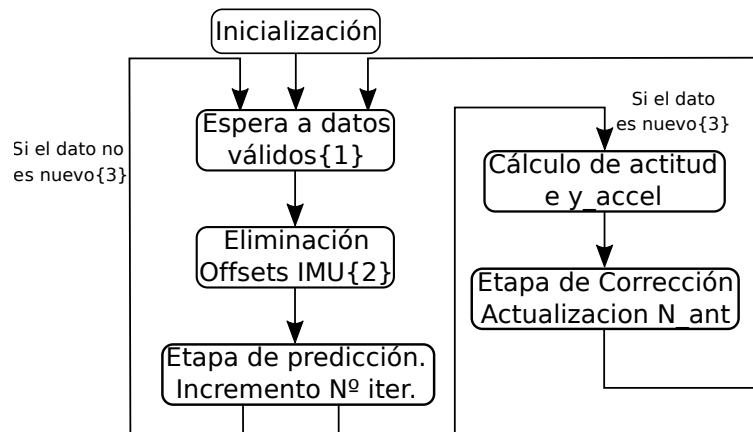 Inicialización
Si el dato no
es nuevo{3}
Espera a datos
válidos{1}
Eliminación
Offsets IMU{2}
Etapa de predicción.
Incremento Nº iter.
Si el dato
es nuevo{3}
Cálculo de actitud
e y_accel
Etapa de Corrección
Actualizacion N_ant